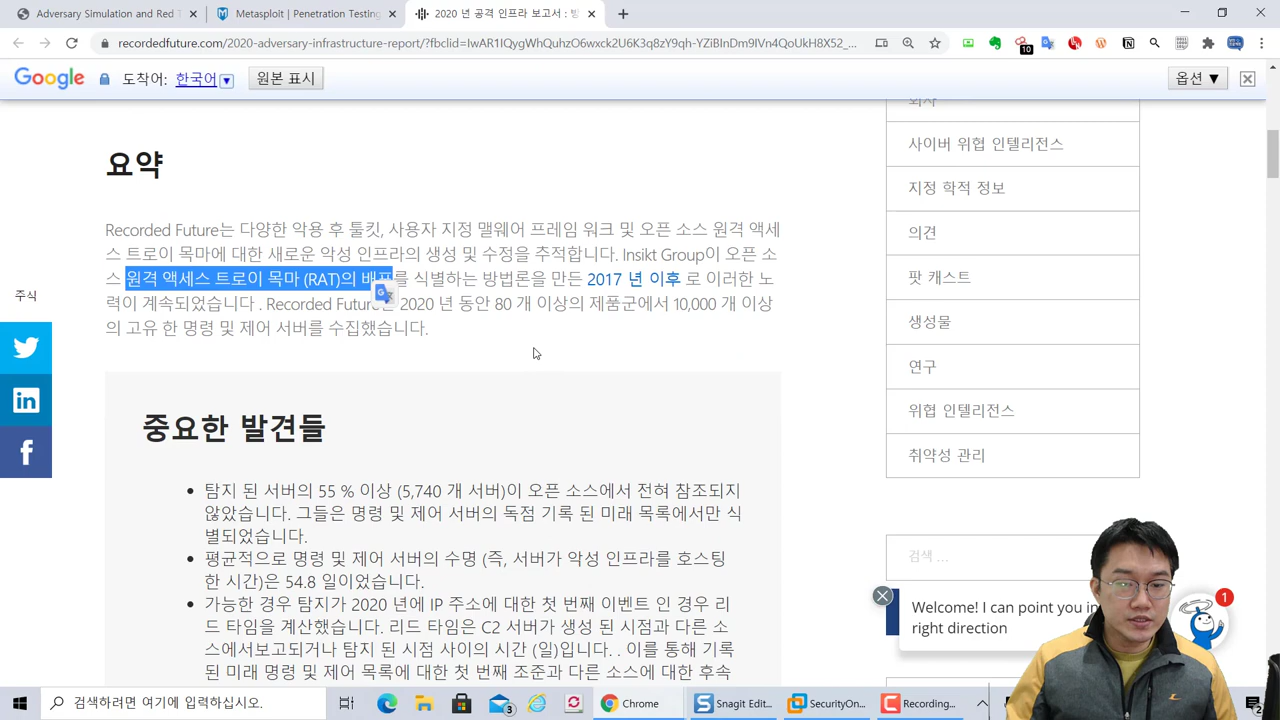 Adversary Simulation and Red T
Metasploit | Penetration Testing
2020 년 공격 인프라 보고서 : 방
recordedfuture.com/2020-adversary-infrastructure-report/?fbclid=IwAR1IQygWhQuhzO6wxck2U6K3q8zY9qh-YZiBInDm9IVn4QoUkH8X52_...
10
Google
도착어: 한국어
원본 표시
옵션 ▼
회사
요약
Recorded Future는 다양한 악용 후 툴킷, 사용자 지정 맬웨어 프레임 워크 및 오픈 소스 원격 액세
스 트로이 목마에 대한 새로운 악성 인프라의 생성 및 수정을 추적합니다. Insikt Group이 오픈 소
스 원격 액세스 트로이 목마 (RAT)의 배포를 식별하는 방법론을 만든 2017 년 이후 로 이러한 노
력이 계속되었습니다 . Recorded Future는 2020 년 동안 80 개 이상의 제품군에서 10,000 개 이상
의 고유 한 명령 및 제어 서버를 수집했습니다.
주식
중요한 발견들
탐지 된 서버의 55 % 이상 (5,740 개 서버)이 오픈 소스에서 전혀 참조되지
않았습니다. 그들은 명령 및 제어 서버의 독점 기록 된 미래 목록에서만 식
별되었습니다.
평균적으로 명령 및 제어 서버의 수명 (즉, 서버가 악성 인프라를 호스팅
한 시간)은 54.8 일이었습니다.
가능한 경우 탐지가 2020 년에 IP 주소에 대한 첫 번째 이벤트 인 경우 리
드 타임을 계산했습니다. 리드 타임은 C2 서버가 생성 된 시점과 다른 소
스에서보고되거나 탐지 된 시점 사이의 시간 (일)입니다. . 이를 통해 기록
된 미래 명령 및 제어 목록에 대한 첫 번째 조준과 다른 소스에 대한 후속
사이버 위협 인텔리전스
지정 학적 정보
의견
팟 캐스트
생성물
연구
위협 인텔리전스
취약성 관리
검색 ...
Welcome! I can point you in
right direction
1
검색하려면 여기에 입력하십시오.
3
Chrome
Snagit Edit...
SecurityOn...
Recording...
2